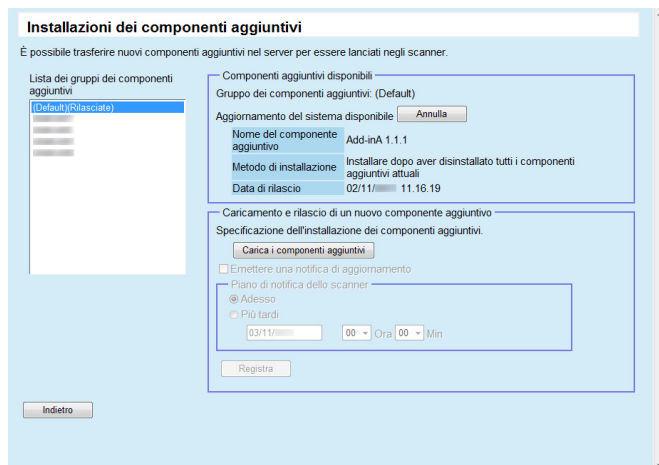 Installazioni dei componenti aggiuntivi
È possibile trasferire nuovi componenti aggiuntivi nel server per essere lanciati negli scanner.
Lista dei gruppi dei componenti
aggiuntivi
(Default)(Rilasciate)
Componenti aggiuntivi disponibili
Gruppo dei componenti aggiuntivi: (Default)
Aggiornamento del sistema disponibile Annulla
Nome del componente
aggiuntivo
Add-inA 1.1.1
Metodo di installazione
Installare dopo aver disinstallato tutti i componenti
aggiuntivi attuali
Data di rilascio 02/11/ 11.16.19
Caricamento e rilascio di un nuovo componente aggiuntivo
Specificazione dell'installazione dei componenti aggiuntivi.
Carica i componenti aggiuntivi
Emettere una notifica di aggiornamento
Piano di notifica dello scanner
Adesso
Più tardi
03/11/ 00 Ora 00 Min
Registra
Indietro